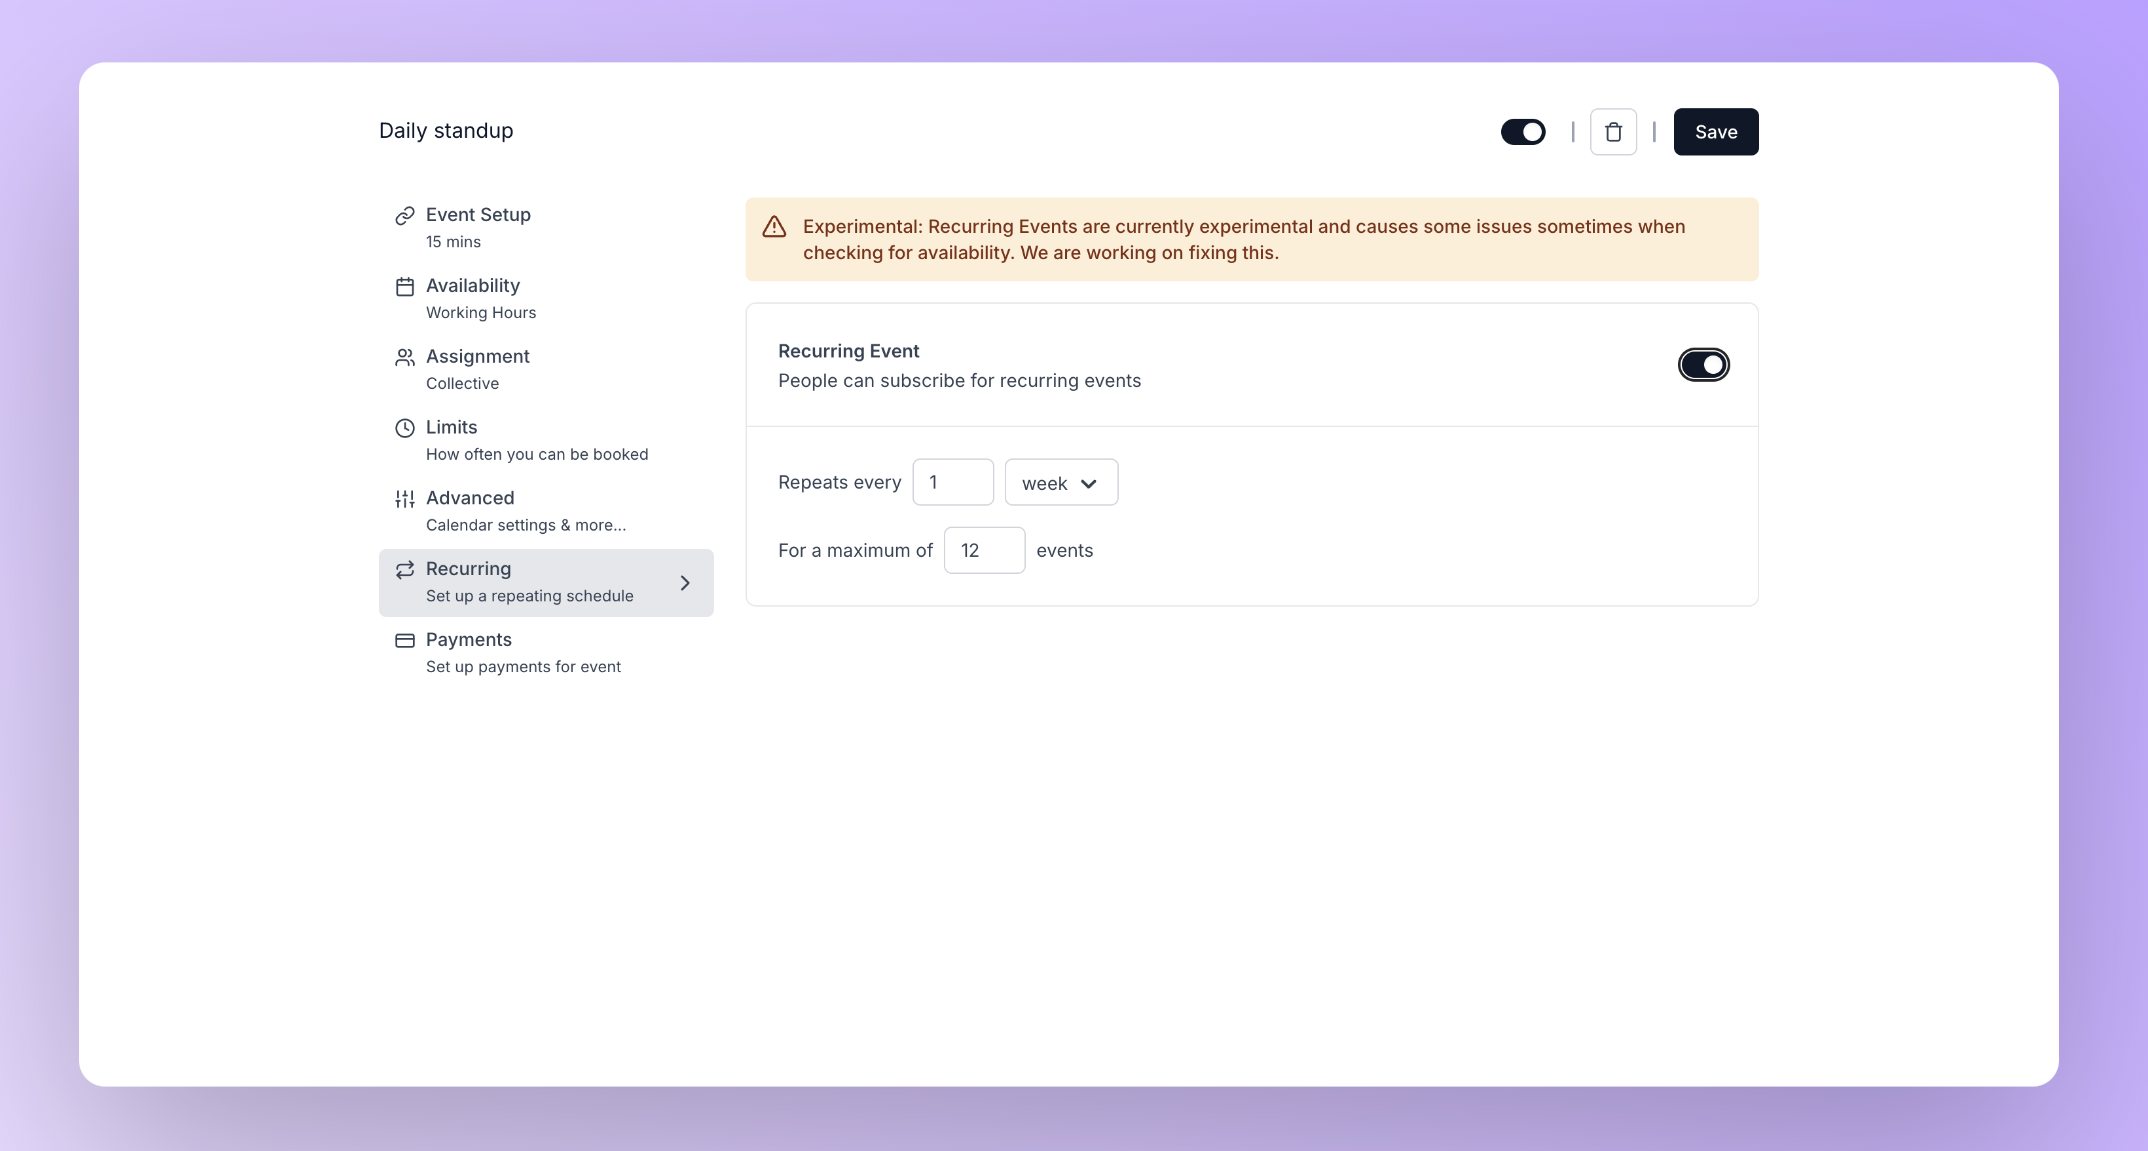 Daily standup
Save
Event Setup
15 mins
Availability
Working Hours
Assignment
Collective
Limits
How often you can be booked
Advanced
Calendar settings & more...
Recurring
Set up a repeating schedule
Payments
Set up payments for event
Experimental: Recurring Events are currently experimental and causes some issues sometimes when
checking for availability. We are working on fixing this.
Recurring Event
People can subscribe for recurring events
Repeats every 1 week
For a maximum of 12 events